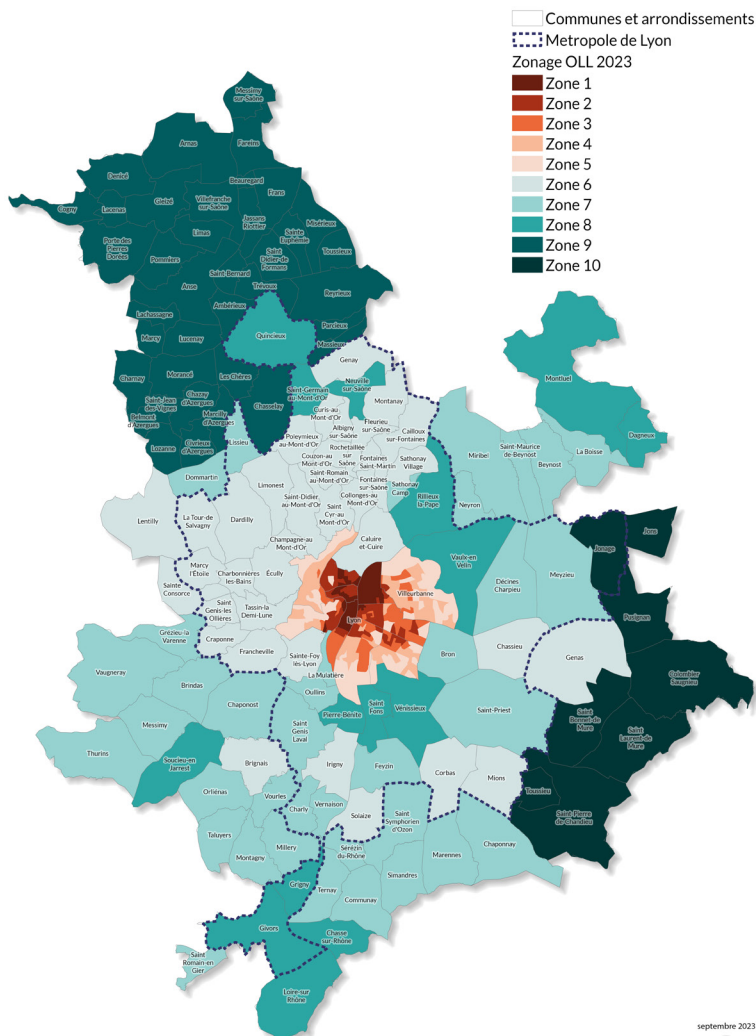 Communes et arrondissements
Metropole de Lyon
Zonage OLL 2023
Zone 1
Zone 2
Zone 3
Zone 4
Zone 5
Zone 6
Zone 7
Zone 8
Zone 9
Zone 10
Messimy
sur-Saône
Arnas
Fareins
Denicé
Beauregard
Frans
Gleizé
Villefranche
sur-Saône
Cogny
Lacenas
Jassans
Riottier
Misérieux
Limas
Sainte
Euphémie
Porte des
Pierres
Dorées
Saint
Didier de
Formans
Toussieux
Pommiers
Saint-Bernard
Anse
Trévoux
Reyrieux
Ambérieux
Lachassagne
Parcieux
Quincieux
Marcy
Lucenay
Massieux
Genay
Montluel
Morancé
Les Chères
Charnay
Neuville
sur-Saône
Saint-Germain
au-Mont-d'Or
Chazay
d'Azergues
Saint-Jean
des-Vignes
Chasselay
Montanay
Curis-au
Mont-d'Or
Marcilly
d'Azergues
Belmont
d'Azergues
Fleurieu
sur-Saône
Albigny
sur-Saône
Cailloux
sur-Fontaines
Poleymieux
au-Mont-d'Or
Dagneux
Civrieux
d'Azergues
Lissieu
Lozanne
Rochetaillée
sur
Saône
Saint-Maurice
de-Beynost
La Boisse
Miribel
Couzon-au
Mont-d'Or
Fontaines
Saint-Martin
Sathonay
Village
Beynost
Dommartin
Saint-Romain
au-Mont-d'Or
Fontaines
sur-Saône
Limonest
Sathonay
Camp
Rillieux
la-Pape
Saint-Didier
au-Mont-d'Or
Collonges-au
Mont-d'Or
Neyron
Lentilly
La Tour-de
Salvagny
Dardilly
Saint
Cyr-au
Mont-d'Or
Jons
Champagne-au
Mont-d'Or
Caluire
et-Cuire
Jonage
Vaulx-en
Velin
Marcy
l'Étoile
Charbonnières
les-Bains
Écully
Décines
Charpieu
Meyzieu
Sainte
Consorce
Villeurbanne
Saint
Genis-les
Ollières
Tassin-la
Demi-Lune
Lyon
Pusignan
Grézieu-la
Varenne
Craponne
Francheville
Chassieu
Sainte-Foy
lès-Lyon
Bron
Genas
Vaugneray
La Mulatière
Colombier
Saugnieu
Brindas
Oullins
Chaponost
Saint
Fons
Pierre-Bénite
Vénissieux
Saint-Priest
Saint
Bonnet-de
Mure
Messimy
Saint
Genis
Laval
Saint
Laurent-de
Mure
Thurins
Soucieu-en
Jarrest
Brignais
Irigny
Feyzin
Corbas
Mions
Orliénas
Vourles
Vernaison
Charly
Toussieu
Solaize
Saint
Symphorien
d'Ozon
Saint-Pierre
de-Chandieu
Taluyers
Millery
Sérézin
du-Rhône
Chaponnay
Montagny
Marennes
Simandres
Grigny
Ternay
Communay
Givors
Chasse
sur-Rhône
Saint
Romain-en
Gier
Loire-sur
Rhône
septembre 2023